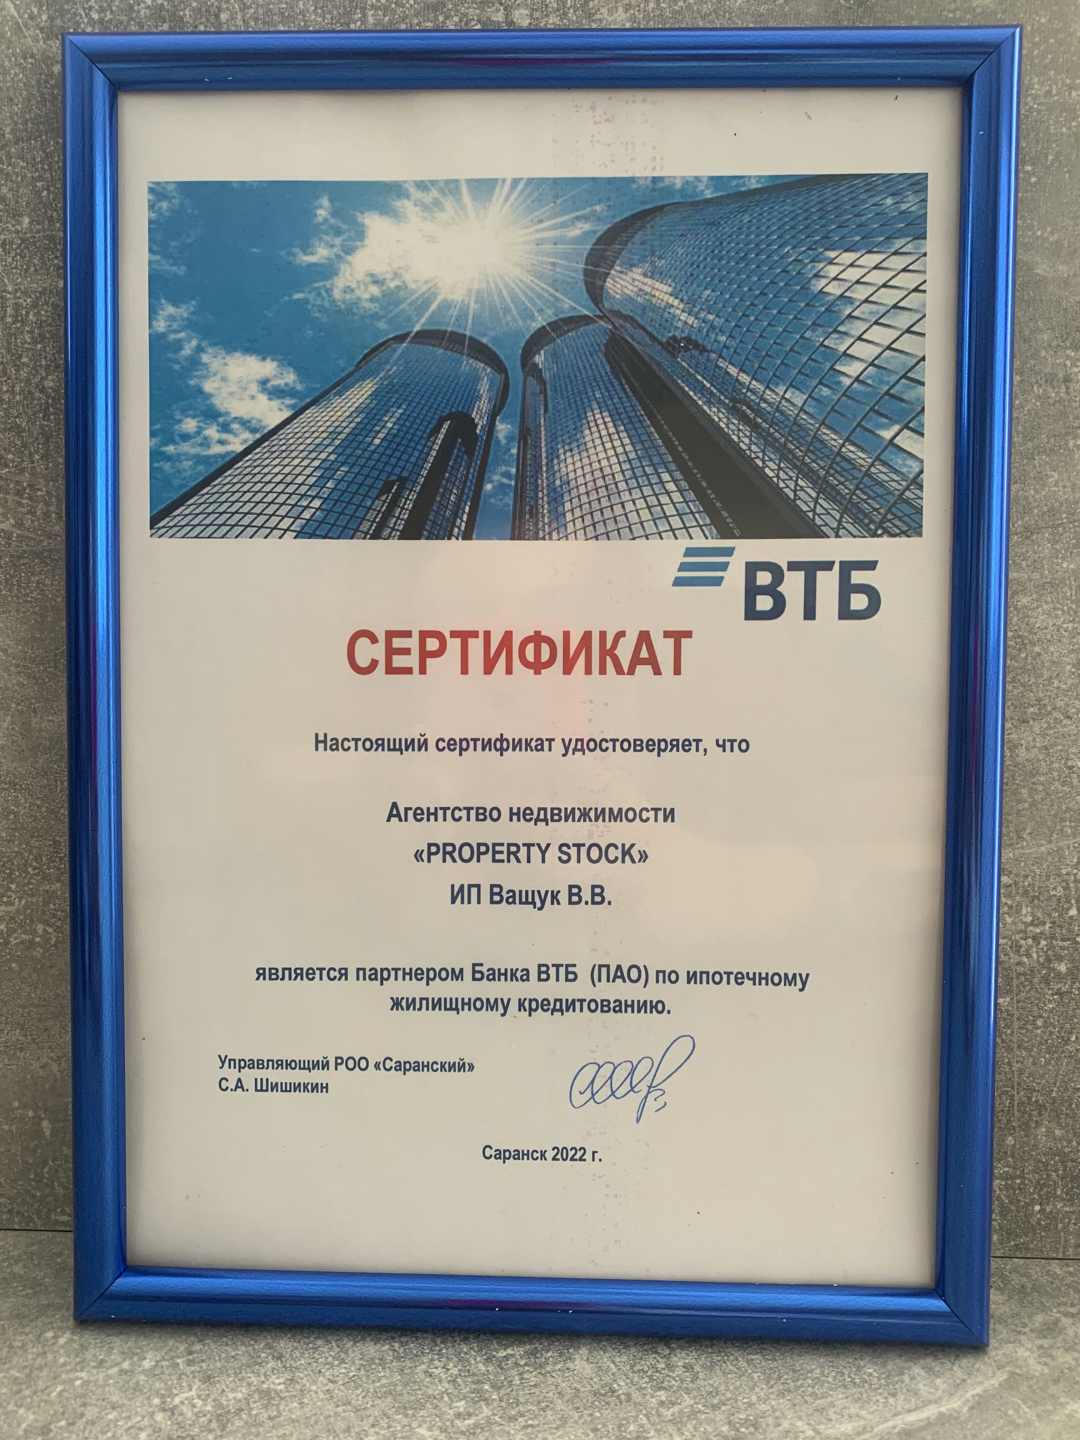 ВТБ
СЕРТИФИКАТ
Настоящий сертификат удостоверяет, что
Агентство недвижимости
«PROPERTY STOCK»
ИП Ващук В.В.
является партнером Банка ВТБ (ПАО) по ипотечному
жилищному кредитованию.
Управляющий РОО «Саранский»
С.А. Шишикин
Саранск 2022 г.